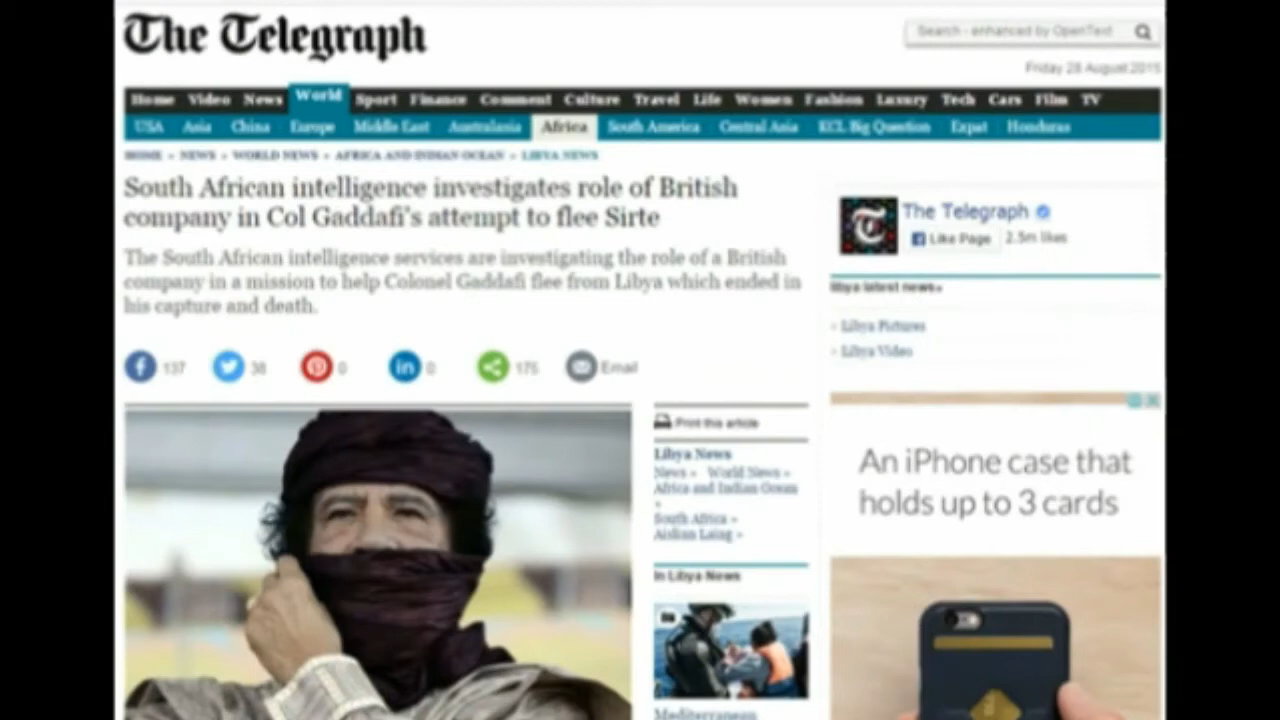 The Telegraph
Search - enhanced by OpenText
Friday 28 August 2015
Home Video News World Sport Finance Comment Culture Travel Life Women Fashion Luxury Tech Cars Film TV
USA Asia China Europe Middle East Australasia Africa South America Central Asia KCL Big Question Expat Honduras
HOME » NEWS » WORLD NEWS » AFRICA AND INDIAN OCEAN » LIBYA NEWS
South African intelligence investigates role of British
company in Col Gaddafi's attempt to flee Sirte
The South African intelligence services are investigating the role of a British
company in a mission to help Colonel Gaddafi flee from Libya which ended in
his capture and death.
137 38 0 0 175 Email
Print this article
Libya News
News » World News »
Africa and Indian Ocean
»
South Africa »
Aislinn Laing »
In Libya News
Mediterranean
The Telegraph
Like Page 2.5m likes
libya latest news»
Libya Pictures
Libya Video
An iPhone case that
holds up to 3 cards